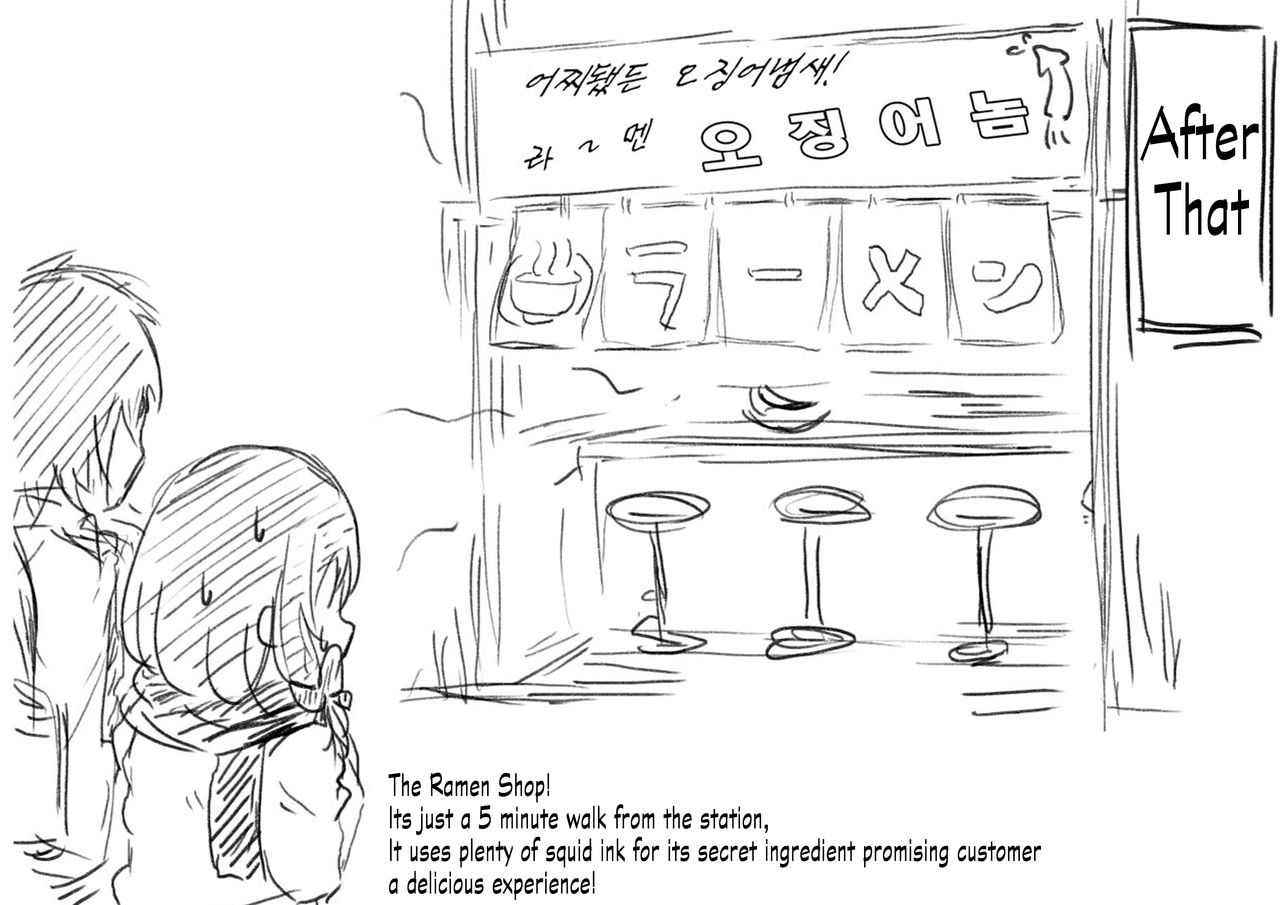 어찌됐든 오징어냄새!
라~멘 오징어놈
ラーメン
After
That
The Ramen Shop!
Its just a 5 minute walk from the station,
It uses plenty of squid ink for its secret ingredient promising customer
a delicious experience!